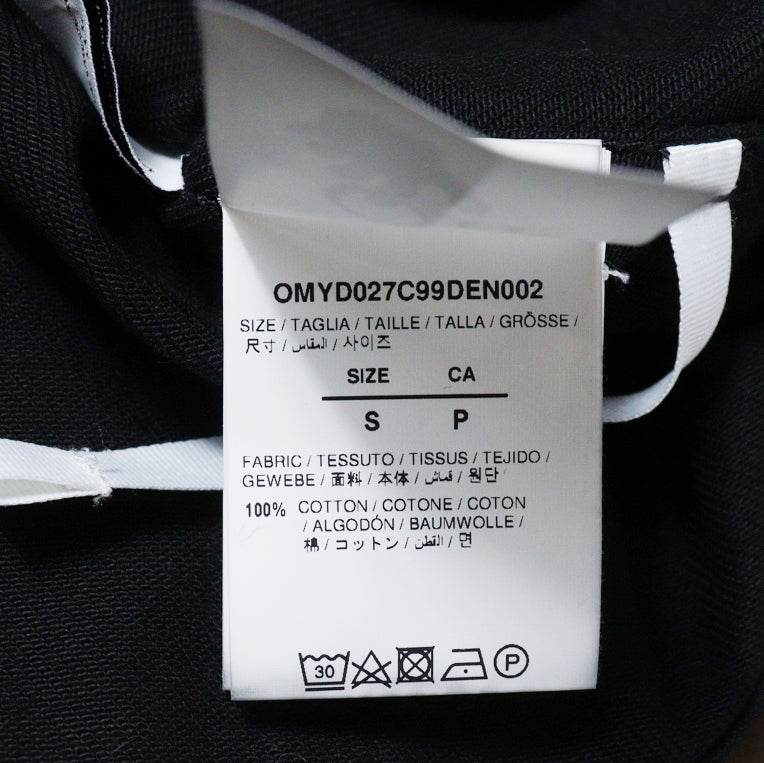 OMYD027C99DEN002
SIZE / TAGLIA / TAILLE / TALLA / GRÖSSE /
尺寸 / المقاس / 사이즈
SIZE CA
S P
FABRIC / TESSUTO / TISSUS / TEJIDO /
GEWEBE / 面料 / 本体 / قماش / 원단
100% COTTON / COTONE / COTON
/ ALGODÓN / BAUMWOLLE /
棉 / コットン / القطن / 면
30 P